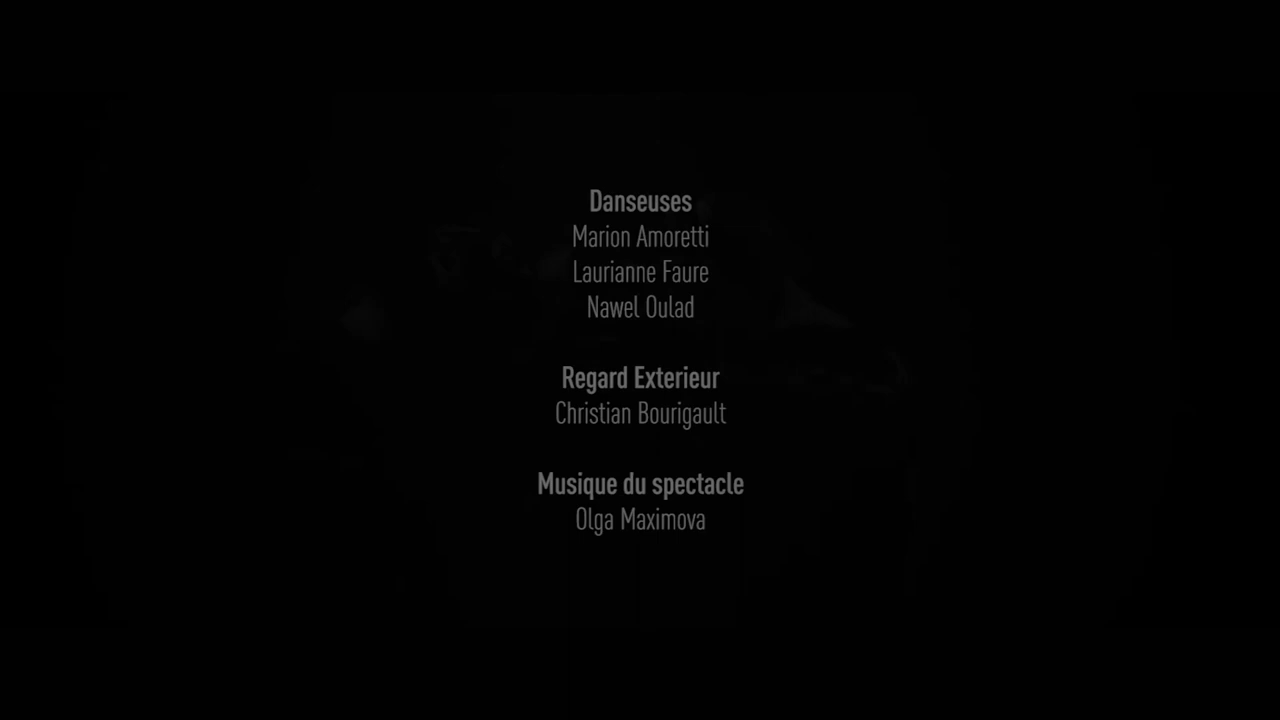 Danseuses
Marion Amoretti
Laurianne Faure
Nawel Oulad
Regard Exterieur
Christian Bourigault
Musique du spectacle
Olga Maximova